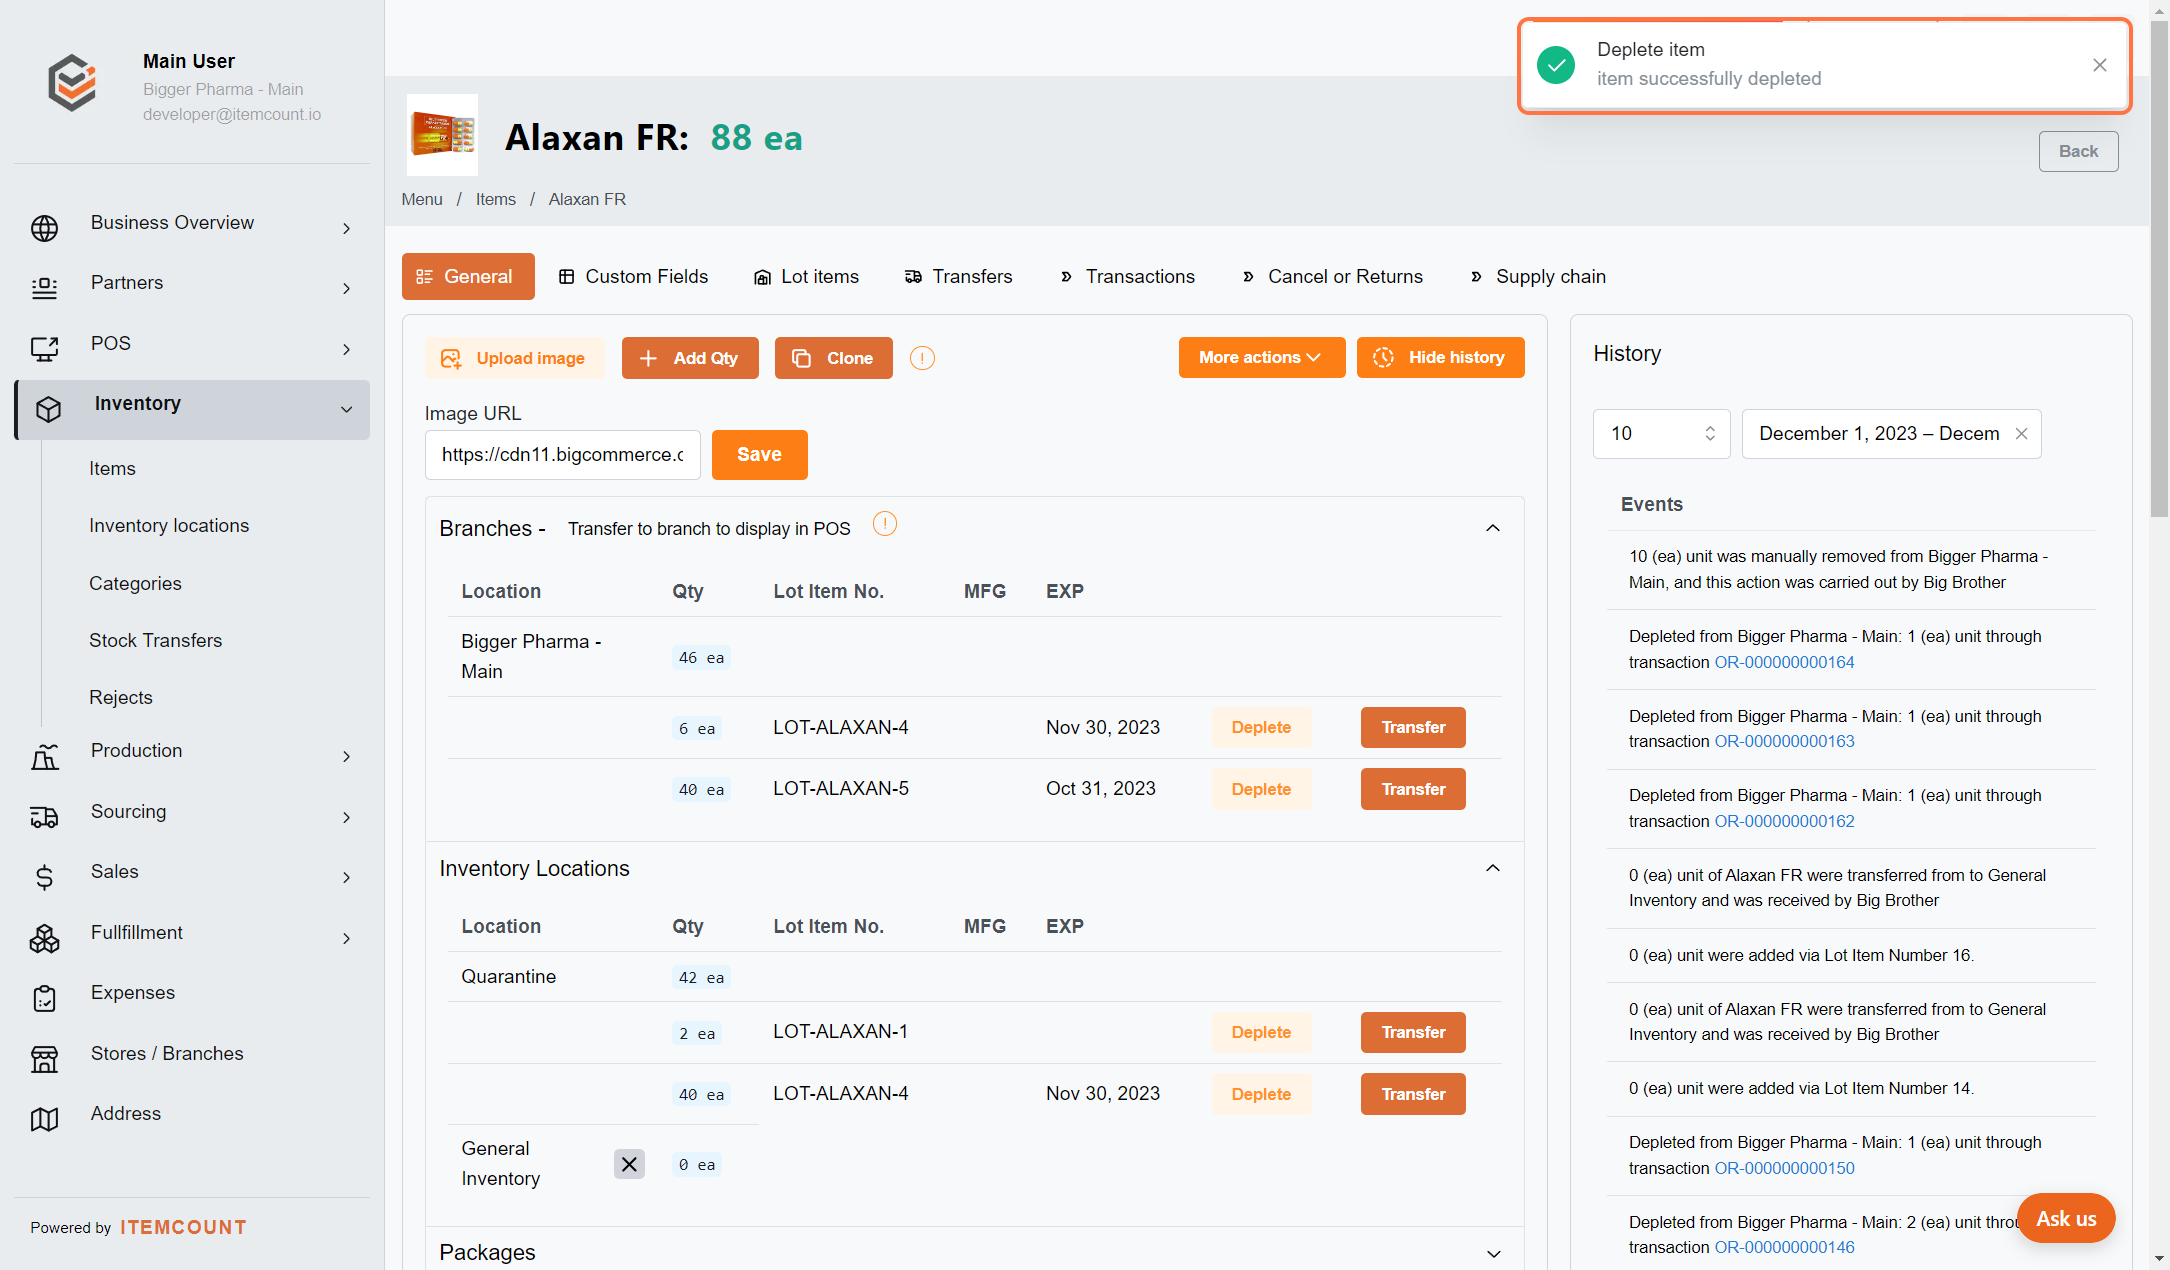 Main User
Bigger Pharma - Main
developer@itemcount.io
Business Overview
Partners
POS
Inventory
Items
Inventory locations
Categories
Stock Transfers
Rejects
Production
Sourcing
Sales
Fullfillment
Expenses
Stores / Branches
Address
Powered by ITEMCOUNT
Deplete item
item successfully depleted
Alaxan FR: 88 ea
Back
Menu / Items / Alaxan FR
General Custom Fields Lot items Transfers Transactions Cancel or Returns Supply chain
Upload image Add Qty Clone More actions Hide history
Image URL
https://cdn11.bigcommerce.c Save
Branches - Transfer to branch to display in POS
Location Qty Lot Item No. MFG EXP
Bigger Pharma -
Main
46 ea
6 ea LOT-ALAXAN-4 Nov 30, 2023 Deplete Transfer
40 ea LOT-ALAXAN-5 Oct 31, 2023 Deplete Transfer
Inventory Locations
Location Qty Lot Item No. MFG EXP
Quarantine 42 ea
2 ea LOT-ALAXAN-1 Deplete Transfer
40 ea LOT-ALAXAN-4 Nov 30, 2023 Deplete Transfer
General
Inventory
0 ea
Packages
History
10 December 1, 2023 – Decem
Events
10 (ea) unit was manually removed from Bigger Pharma -
Main, and this action was carried out by Big Brother
Depleted from Bigger Pharma - Main: 1 (ea) unit through
transaction OR-000000000164
Depleted from Bigger Pharma - Main: 1 (ea) unit through
transaction OR-000000000163
Depleted from Bigger Pharma - Main: 1 (ea) unit through
transaction OR-000000000162
0 (ea) unit of Alaxan FR were transferred from to General
Inventory and was received by Big Brother
0 (ea) unit were added via Lot Item Number 16.
0 (ea) unit of Alaxan FR were transferred from to General
Inventory and was received by Big Brother
0 (ea) unit were added via Lot Item Number 14.
Depleted from Bigger Pharma - Main: 1 (ea) unit through
transaction OR-000000000150
Depleted from Bigger Pharma - Main: 2 (ea) unit throu
transaction OR-000000000146
Ask us